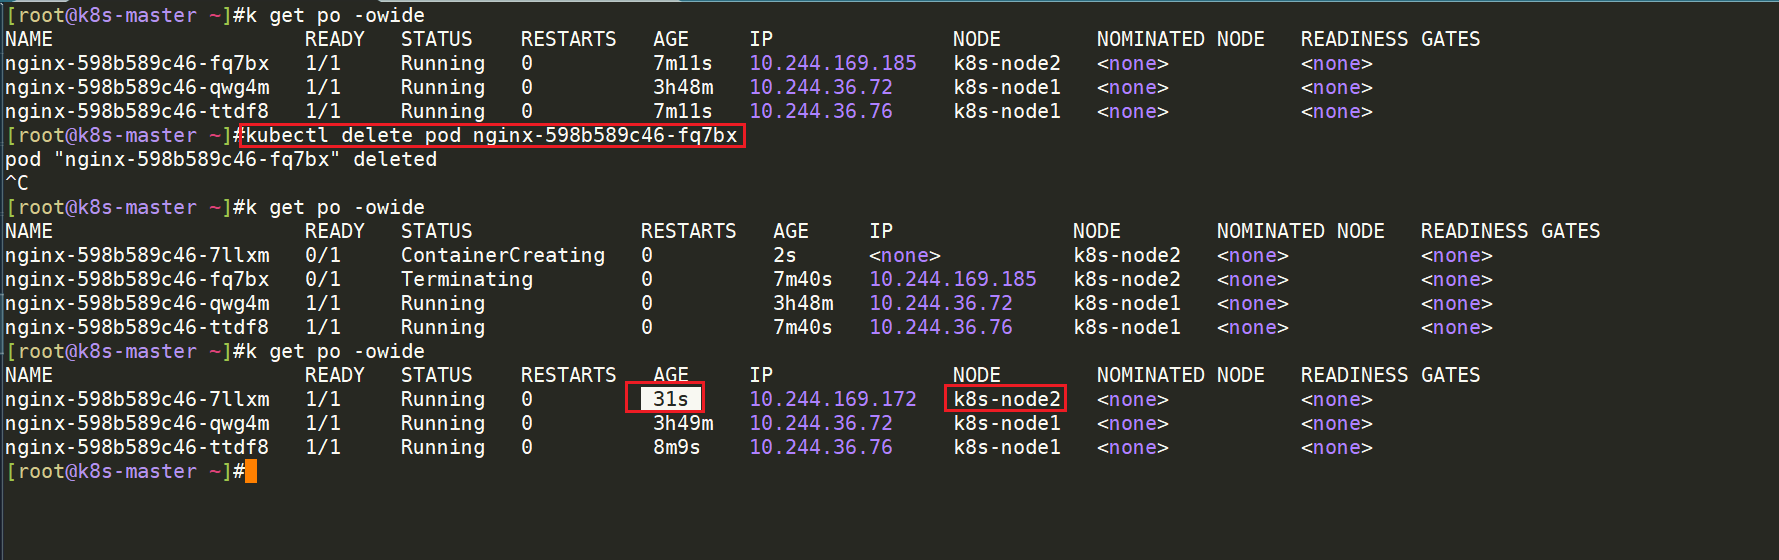 [root@k8s-master ~]#k get po -owide
NAME                     READY   STATUS    RESTARTS   AGE     IP               NODE        NOMINATED NODE   READINESS GATES
nginx-598b589c46-fq7bx   1/1     Running   0          7m11s   10.244.169.185   k8s-node2   <none>           <none>
nginx-598b589c46-qwg4m   1/1     Running   0          3h48m   10.244.36.72     k8s-node1   <none>           <none>
nginx-598b589c46-ttdf8   1/1     Running   0          7m11s   10.244.36.76     k8s-node1   <none>           <none>
[root@k8s-master ~]#kubectl delete pod nginx-598b589c46-fq7bx
pod "nginx-598b589c46-fq7bx" deleted
^C
[root@k8s-master ~]#k get po -owide
NAME                     READY   STATUS              RESTARTS   AGE     IP               NODE        NOMINATED NODE   READINESS GATES
nginx-598b589c46-7llxm   0/1     ContainerCreating   0          2s      <none>           k8s-node2   <none>           <none>
nginx-598b589c46-fq7bx   0/1     Terminating         0          7m40s   10.244.169.185   k8s-node2   <none>           <none>
nginx-598b589c46-qwg4m   1/1     Running             0          3h48m   10.244.36.72     k8s-node1   <none>           <none>
nginx-598b589c46-ttdf8   1/1     Running             0          7m40s   10.244.36.76     k8s-node1   <none>           <none>
[root@k8s-master ~]#k get po -owide
NAME                     READY   STATUS    RESTARTS   AGE     IP               NODE        NOMINATED NODE   READINESS GATES
nginx-598b589c46-7llxm   1/1     Running   0          31s     10.244.169.172   k8s-node2   <none>           <none>
nginx-598b589c46-qwg4m   1/1     Running   0          3h49m   10.244.36.72     k8s-node1   <none>           <none>
nginx-598b589c46-ttdf8   1/1     Running   0          8m9s    10.244.36.76     k8s-node1   <none>           <none>
[root@k8s-master ~]#